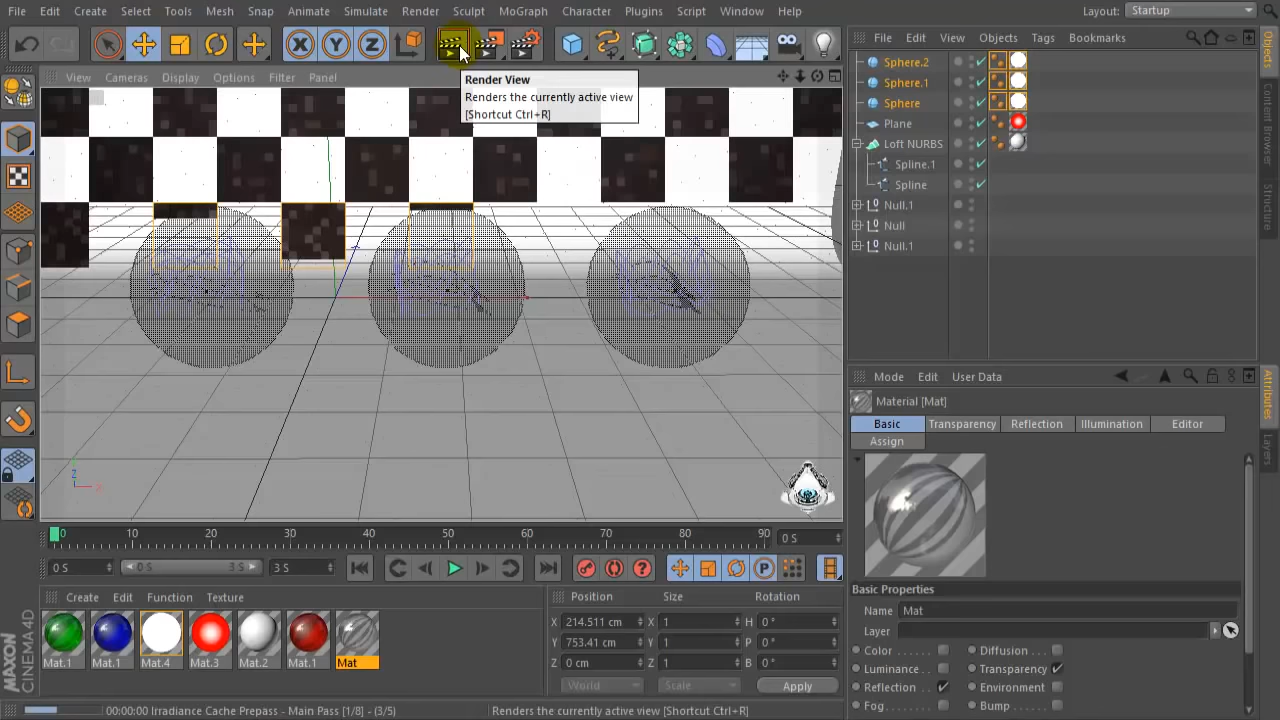 File Edit Create Select Tools Mesh Snap Animate Simulate Render Sculpt MoGraph Character Plugins Script Window Help Layout: Startup
X Y Z
File Edit View Objects Tags Bookmarks
View Cameras Display Options Filter Panel
Render View
Renders the currently active view
[Shortcut Ctrl+R]
Sphere.2
Sphere.1
Sphere
Plane
Loft NURBS
Spline.1
Spline
Null.1
Null
Null.1
Objects
Content Browser
Structure
Mode Edit User Data
Material [Mat]
Basic Transparency Reflection Illumination Editor
Assign
Attributes
Layers
Basic Properties
Name Mat
Layer
Color Diffusion
Luminance Transparency
Reflection Environment
Fog Bump
Y
Z X
0 10 20 30 40 50 60 70 80 90 0 S
0 S 0 S 3 S 3 S
P
Create Edit Function Texture
Mat.1 Mat.1 Mat.4 Mat.3 Mat.2 Mat.1 Mat
Position Size Rotation
X 214.511 cm X 1 H 0 °
Y 753.41 cm Y 1 P 0 °
Z 0 cm Z 1 B 0 °
World Scale Apply
MAXON
CINEMA 4D
00:00:00 Irradiance Cache Prepass - Main Pass [1/8] - (3/5) Renders the currently active view [Shortcut Ctrl+R]